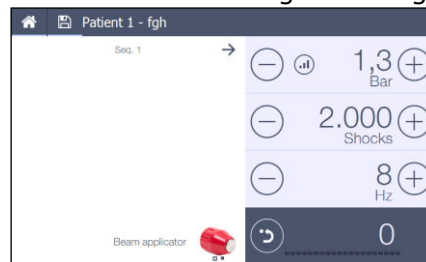 Patient 1 - fgh
Seq. 1
1,3
Bar
2.000
Shocks
8
Hz
Beam applicator
0